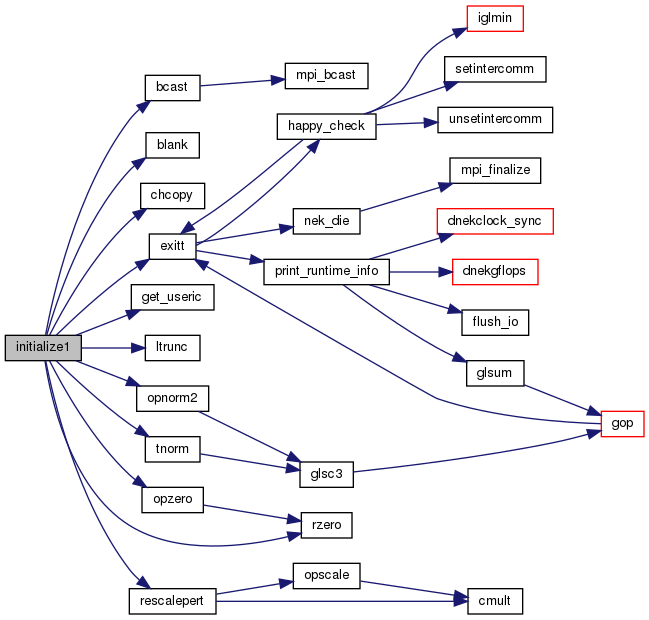 iglmin
setintercomm
bcast
mpi_bcast
unsetintercomm
happy_check
blank
mpi_finalize
chcopy
nek_die
dnekclock_sync
exitt
print_runtime_info
dnekgflops
get_useric
flush_io
initialize1
ltrunc
glsum
opnorm2
gop
tnorm
glsc3
opzero
rzero
opscale
rescalepert
cmult